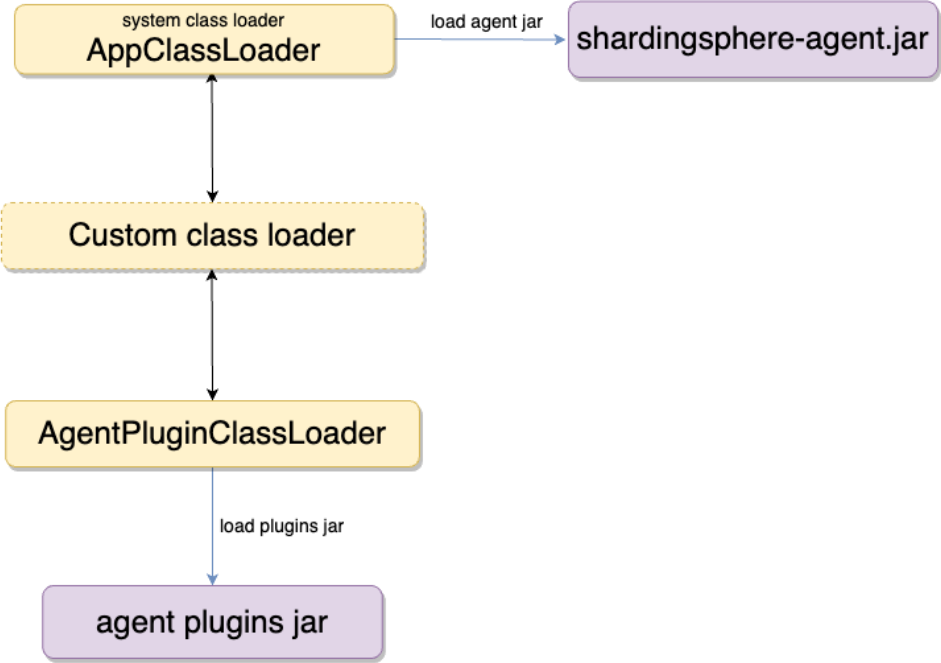 system class loader
AppClassLoader
load agent jar
shardingsphere-agent.jar
Custom class loader
AgentPluginClassLoader
load plugins jar
agent plugins jar